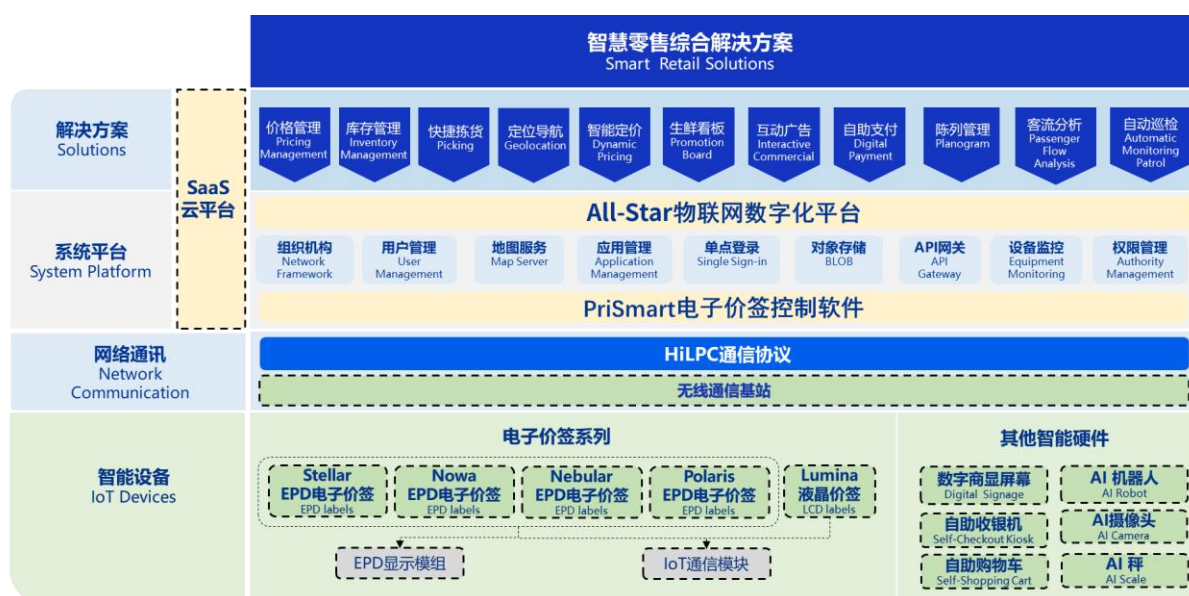 智慧零售综合解决方案
Smart Retail Solutions
解决方案
Solutions
SaaS
云平台
价格管理
Pricing
Management
库存管理
Inventory
Management
快捷拣货
Picking
定位导航
Geolocation
智能定价
Dynamic
Pricing
生鲜看板
Promotion
Board
互动广告
Interactive
Commercial
自助支付
Digital
Payment
陈列管理
Planogram
客流分析
Passenger
Flow
Analysis
自动巡检
Automatic
Monitoring
Patrol
系统平台
System Platform
All-Star物联网数字化平台
组织机构
Network
Framework
用户管理
User
Management
地图服务
Map Server
应用管理
Application
Management
单点登录
Single Sign-in
对象存储
BLOB
API网关
API
Gateway
设备监控
Equipment
Monitoring
权限管理
Authority
Management
PriSmart电子价签控制软件
网络通讯
Network
Communication
HiLPC通信协议
无线通信基站
智能设备
IoT Devices
电子价签系列
Stellar
EPD电子价签
EPD labels
Nowa
EPD电子价签
EPD labels
Nebular
EPD电子价签
EPD labels
Polaris
EPD电子价签
EPD labels
Lumina
液晶价签
LCD labels
EPD显示模组
IoT通信模块
其他智能硬件
数字商显屏幕
Digital Signage
AI 机器人
AI Robot
自助收银机
Self-Checkout Kiosk
AI摄像头
AI Camera
自助购物车
Self-Shopping Cart
AI 秤
AI Scale